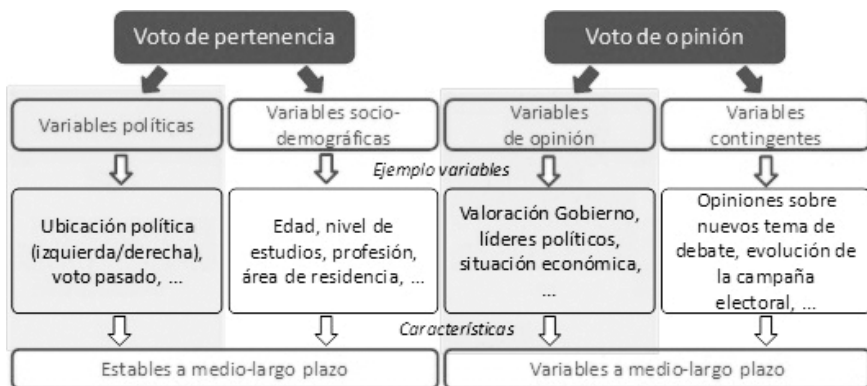 Voto de pertenencia
Voto de opinión
Variables políticas
Variables socio-
demográficas
Variables
de opinión
Variables
contingentes
Ejemplo variables
Ubicación política
(izquierda/derecha),
voto pasado, ...
Edad, nivel de
estudios, profesión,
área de residencia, ...
Valoración Gobierno,
líderes políticos,
situación económica,
...
Opiniones sobre
nuevos tema de
debate, evolución de
la campaña
electoral, ...
Características
Estables a medio-largo plazo
Variables a medio-largo plazo